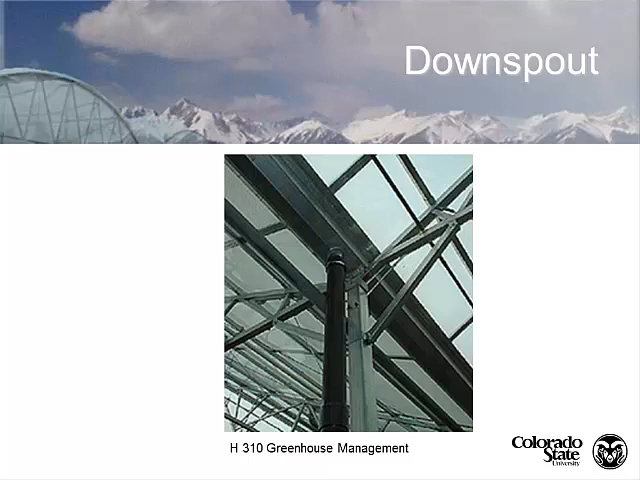 Downspout
H 310 Greenhouse Management
Colorado
State
University